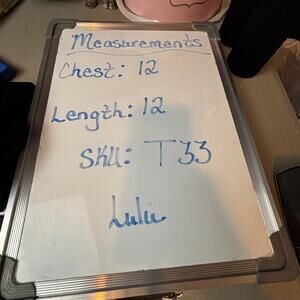 Measurements
Chest: 12
Length: 12
SKU: T33
Lulu